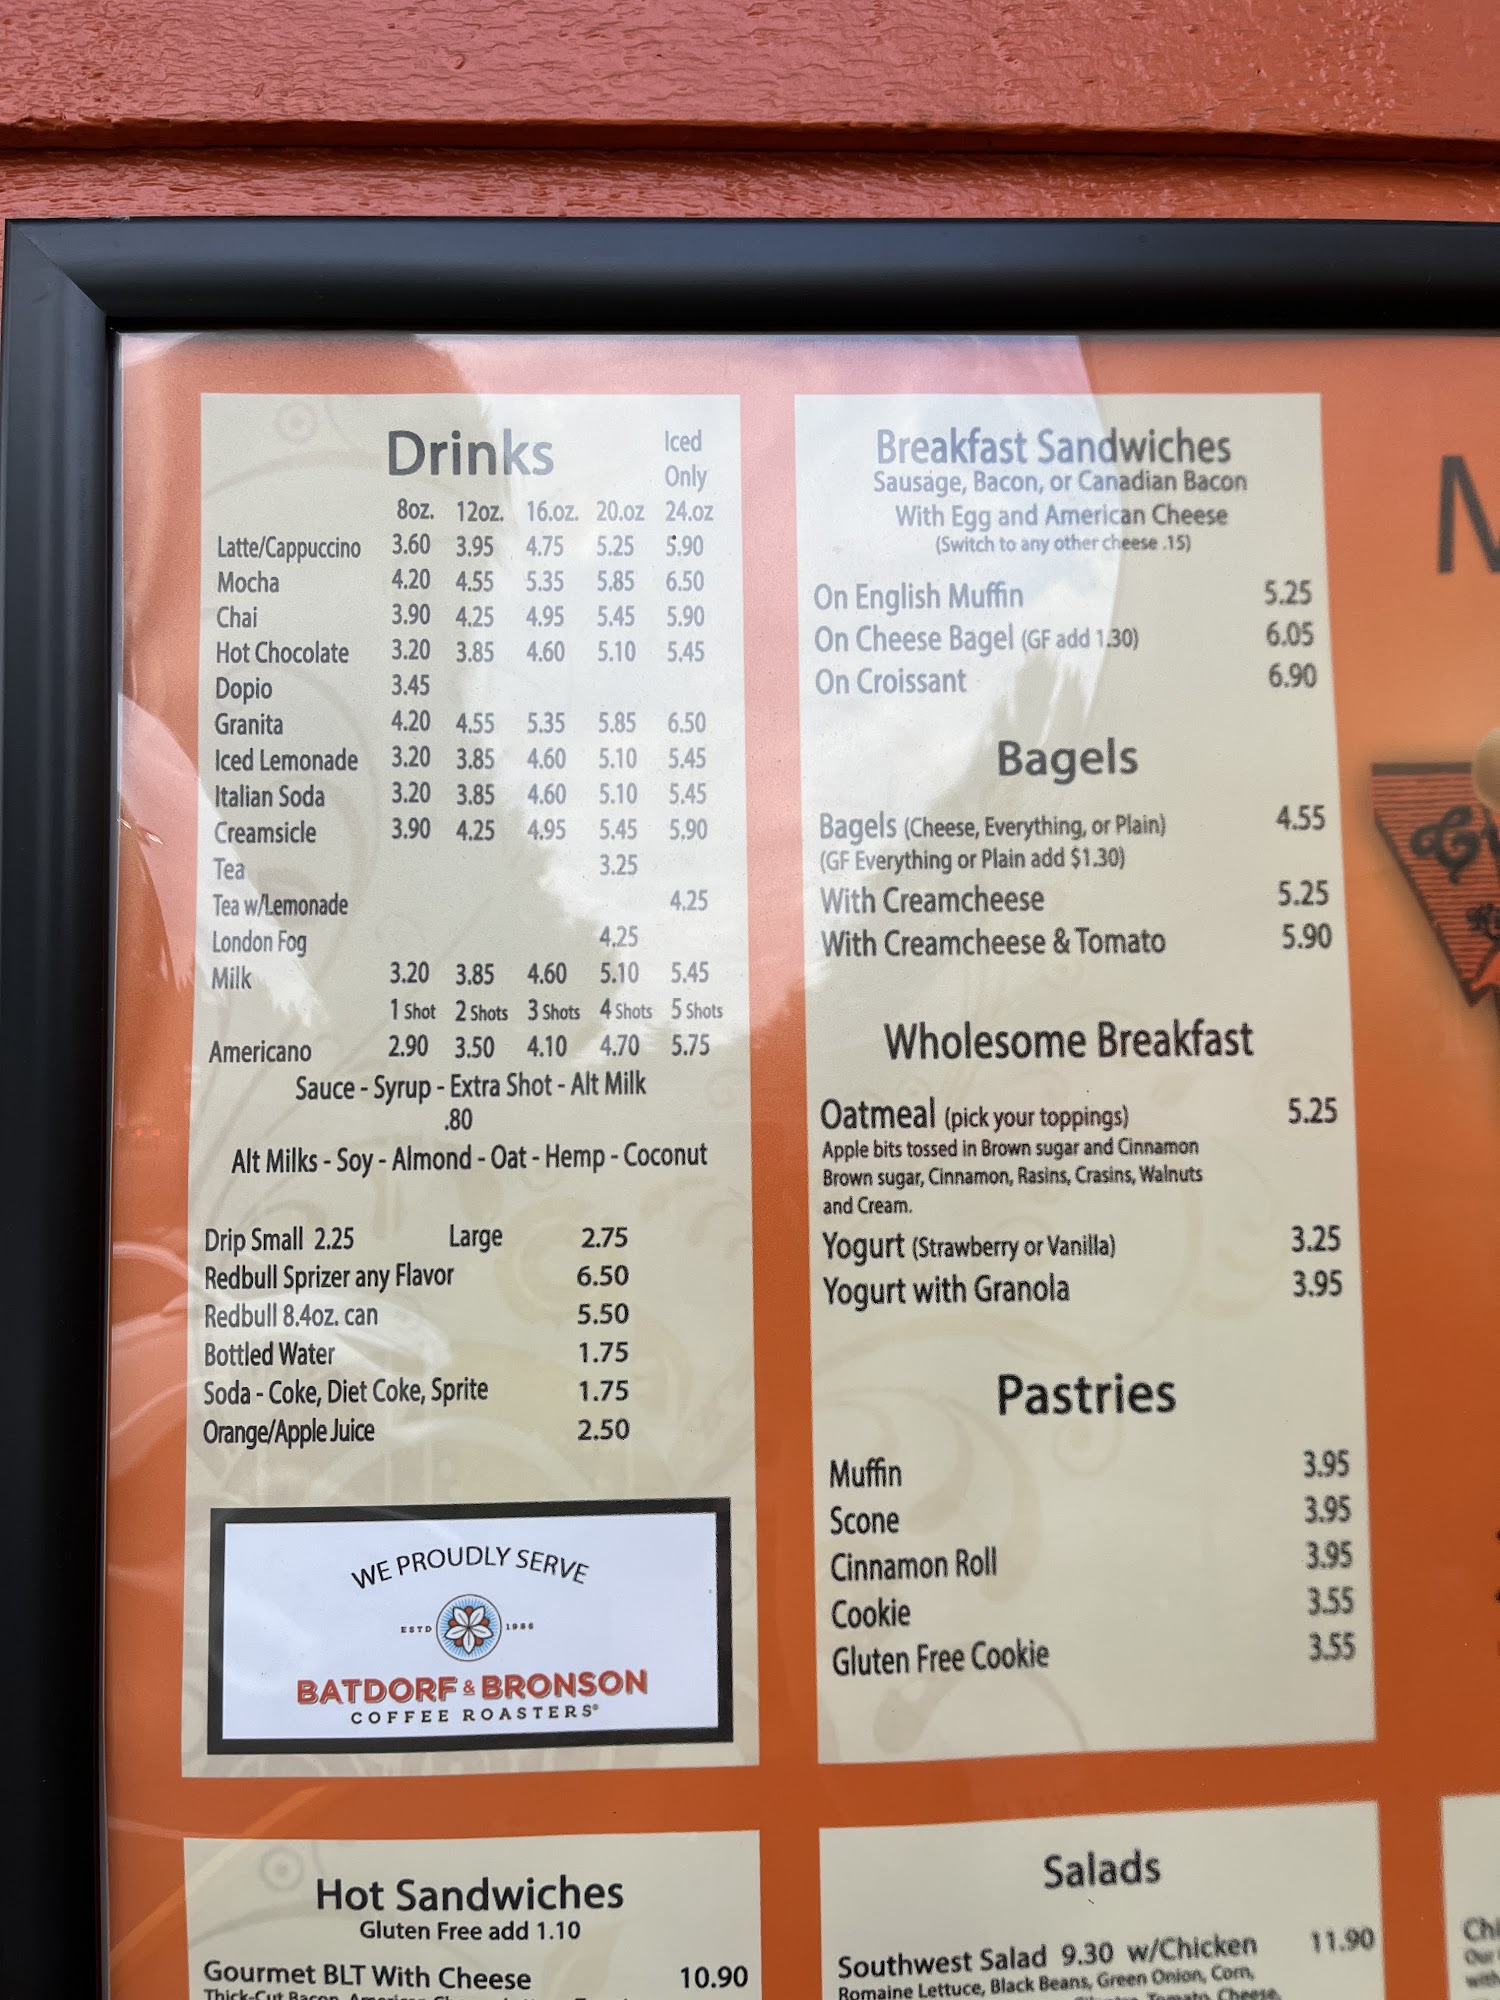 Drinks
Iced
Only
8oz. 12oz. 16.oz. 20.oz 24.oz
Latte/Cappuccino 3.60 3.95 4.75 5.25 5.90
Mocha 4.20 4.55 5.35 5.85 6.50
Chai 3.90 4.25 4.95 5.45 5.90
Hot Chocolate 3.20 3.85 4.60 5.10 5.45
Dopio 3.45
Granita 4.20 4.55 5.35 5.85 6.50
Iced Lemonade 3.20 3.85 4.60 5.10 5.45
Italian Soda 3.20 3.85 4.60 5.10 5.45
Creamsicle 3.90 4.25 4.95 5.45 5.90
Tea 3.25
Tea w/Lemonade 4.25
London Fog 4.25
Milk 3.20 3.85 4.60 5.10 5.45
1 Shot 2 Shots 3 Shots 4 Shots 5 Shots
Americano 2.90 3.50 4.10 4.70 5.75
Sauce - Syrup - Extra Shot - Alt Milk
.80
Alt Milks - Soy - Almond - Oat - Hemp - Coconut
Drip Small 2.25 Large 2.75
Redbull Sprizer any Flavor 6.50
Redbull 8.4oz. can 5.50
Bottled Water 1.75
Soda - Coke, Diet Coke, Sprite 1.75
Orange/Apple Juice 2.50
WE PROUDLY SERVE
ESTD 1986
BATDORF & BRONSON
COFFEE ROASTERS®
Breakfast Sandwiches
Sausage, Bacon, or Canadian Bacon
With Egg and American Cheese
(Switch to any other cheese .15)
On English Muffin 5.25
On Cheese Bagel (GF add 1.30) 6.05
On Croissant 6.90
Bagels
Bagels (Cheese, Everything, or Plain) 4.55
(GF Everything or Plain add $1.30)
With Creamcheese 5.25
With Creamcheese & Tomato 5.90
Wholesome Breakfast
Oatmeal (pick your toppings) 5.25
Apple bits tossed in Brown sugar and Cinnamon
Brown sugar, Cinnamon, Rasins, Crasins, Walnuts
and Cream.
Yogurt (Strawberry or Vanilla) 3.25
Yogurt with Granola 3.95
Pastries
Muffin 3.95
Scone 3.95
Cinnamon Roll 3.95
Cookie 3.55
Gluten Free Cookie 3.55
Hot Sandwiches
Gluten Free add 1.10
Gourmet BLT With Cheese 10.90
Thick-Cut Bacon, American
Salads
Southwest Salad 9.30 w/Chicken 11.90
Romaine Lettuce, Black Beans, Green Onion, Corn,
Tomato, Cheese,